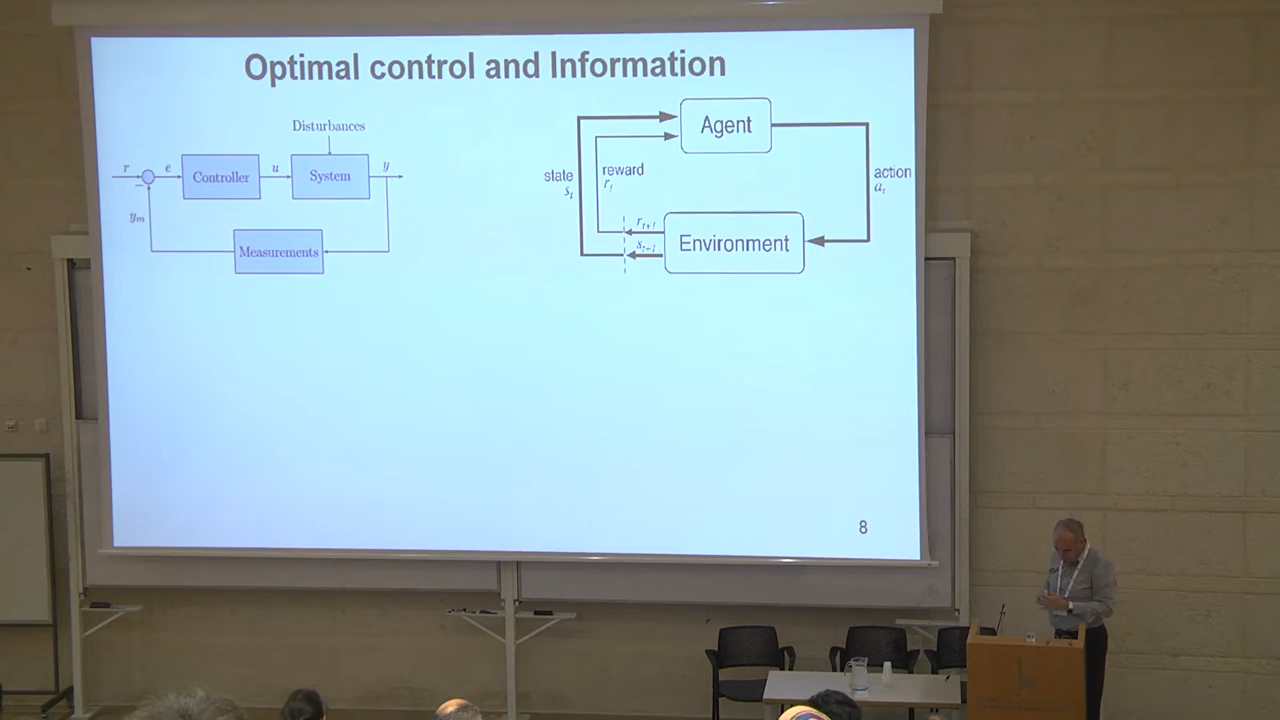 Optimal control and Information
Disturbances
r
e
Controller
u
System
y
−
yₘ
Measurements
Agent
state
sₜ
reward
rₜ
action
aₜ
rₜ₊₁
sₜ₊₁
Environment
8